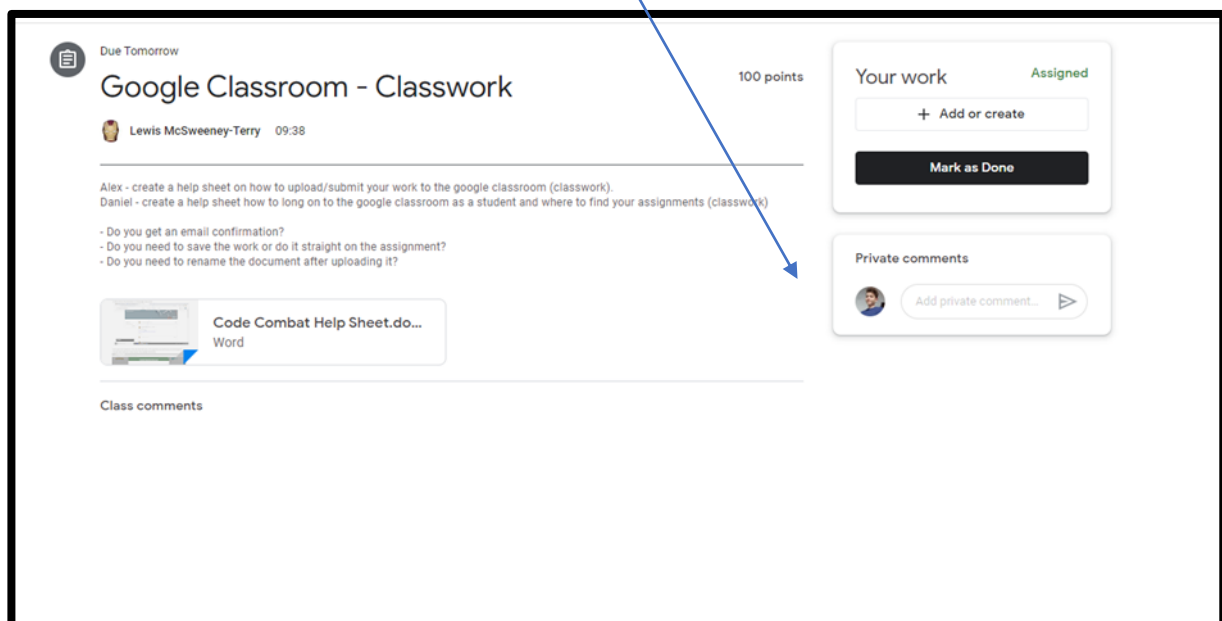 Due Tomorrow
Google Classroom - Classwork
100 points
Lewis McSweeney-Terry 09:38
Alex - create a help sheet on how to upload/submit your work to the google classroom (classwork).
Daniel - create a help sheet how to long on to the google classroom as a student and where to find your assignments (classwork)
- Do you get an email confirmation?
- Do you need to save the work or do it straight on the assignment?
- Do you need to rename the document after uploading it?
Code Combat Help Sheet.do...
Word
Class comments
Your work
Assigned
+ Add or create
Mark as Done
Private comments
Add private comment...